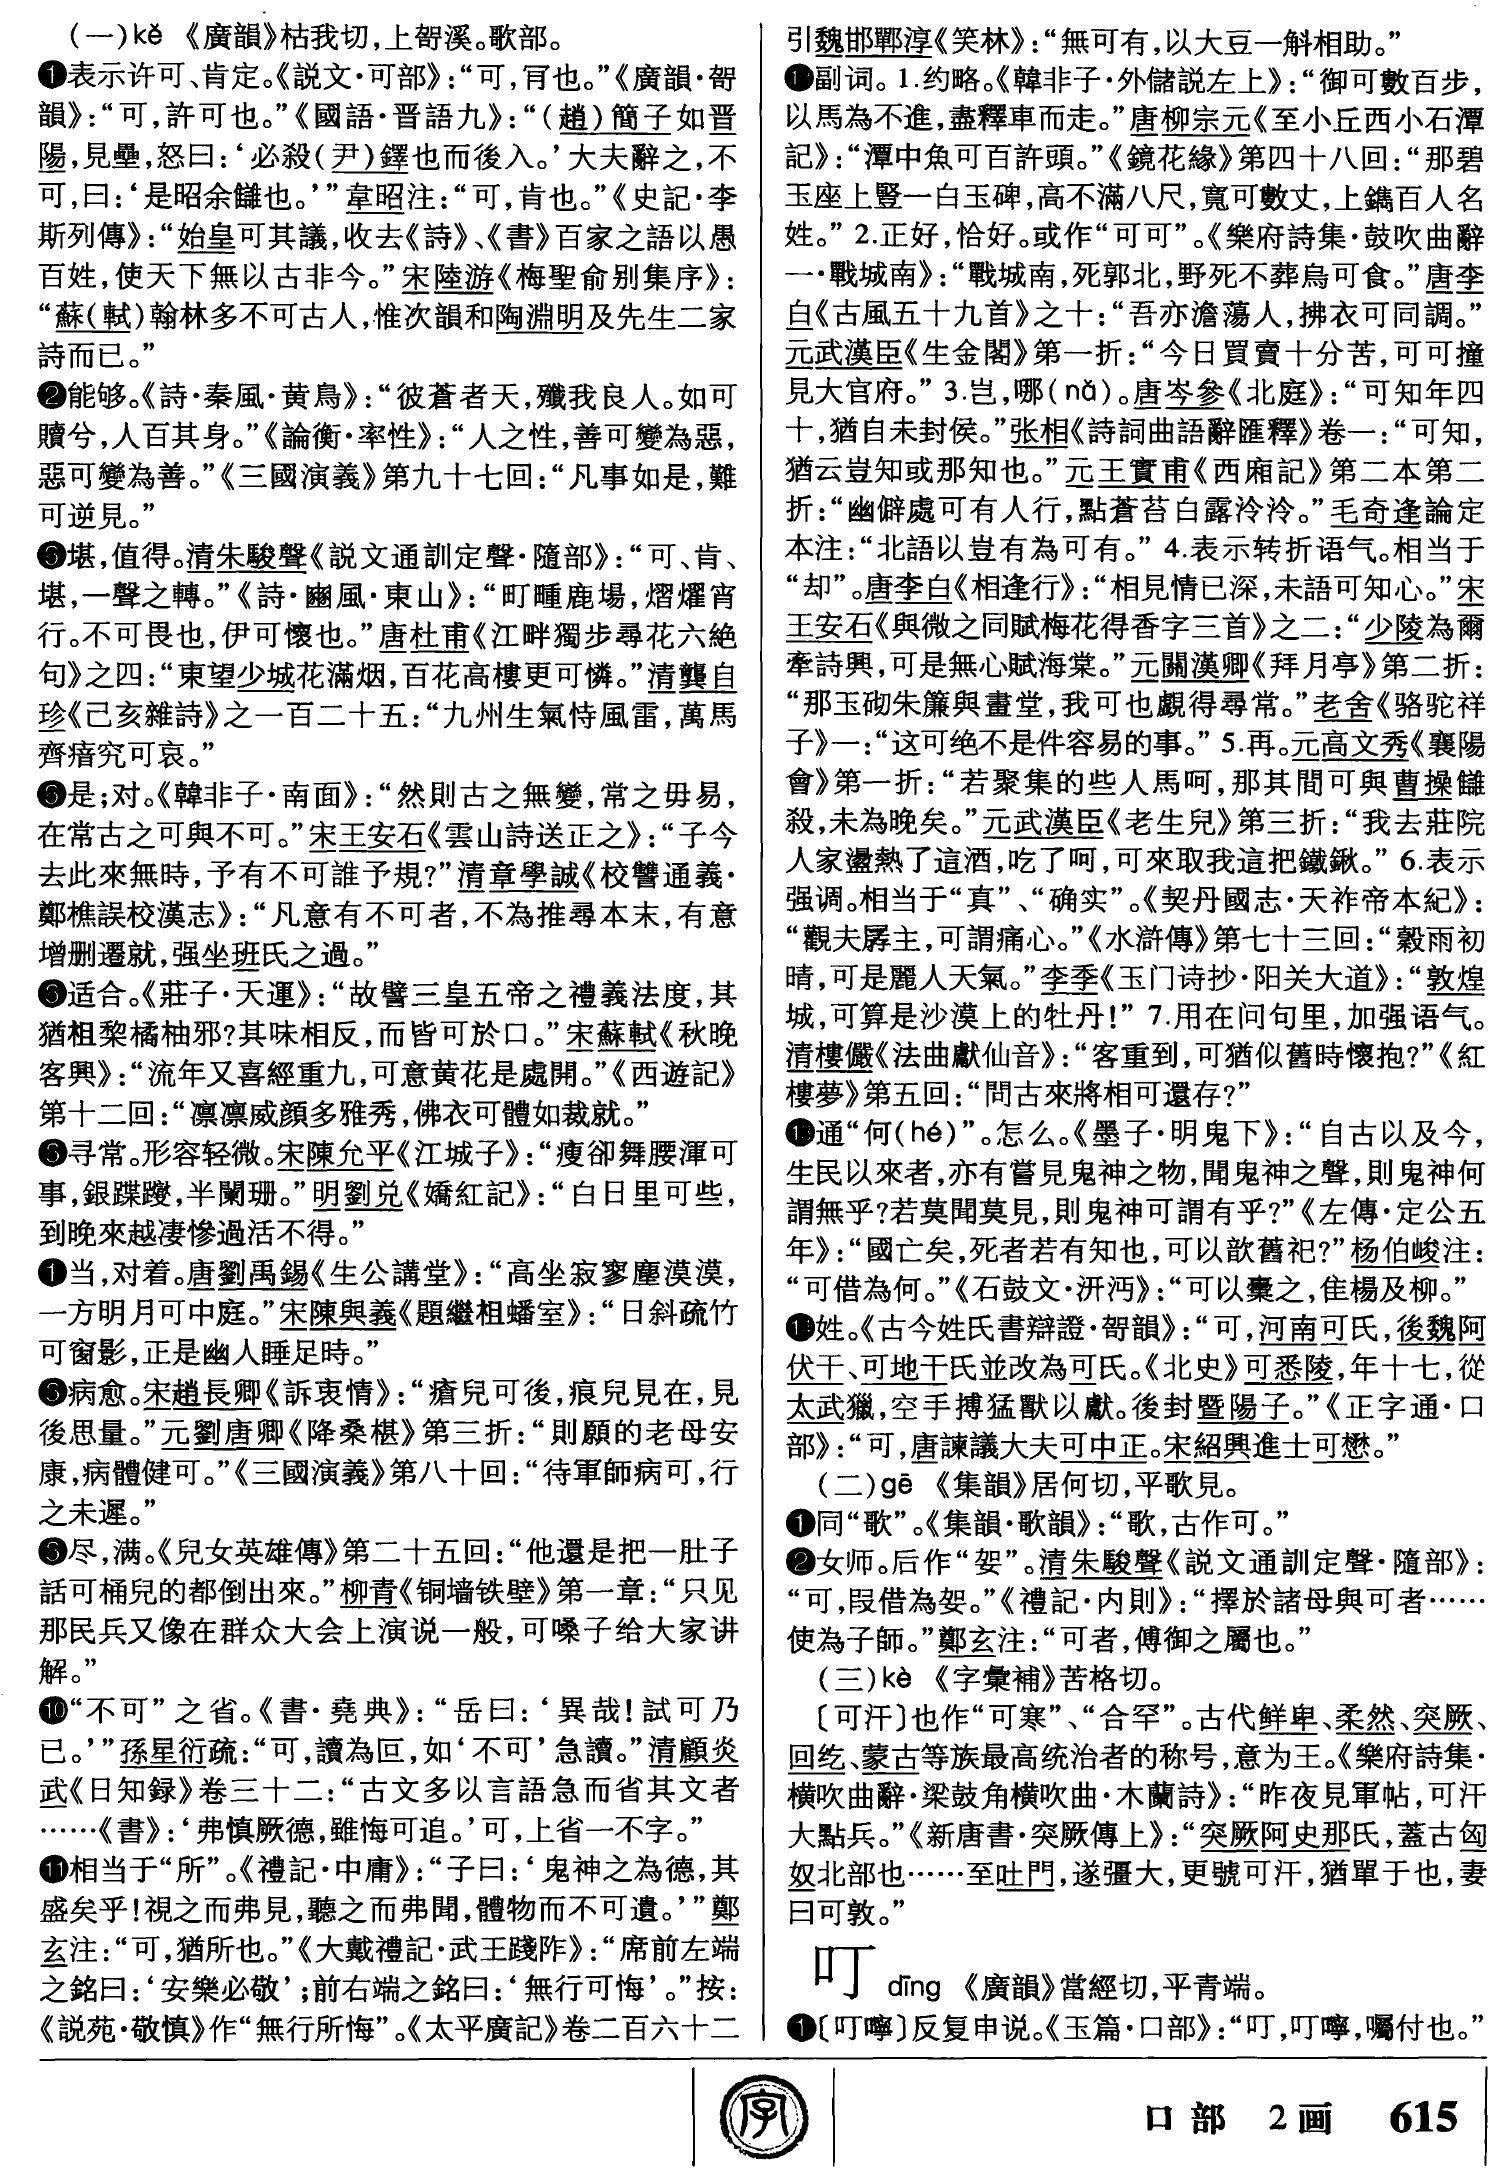 (一)kě 《廣韻》枯我切,上哿溪。歌部。
❶表示许可、肯定。《説文·可部》:“可,肎也。”《廣韻·哿
韻》:“可,許可也。”《國語·晋語九》:“(趙)簡子如晋
陽,見壘,怒曰:‘必殺(尹)鐸也而後入。’大夫辭之,不
可,曰:‘是昭余讎也。’”韋昭注:“可,肯也。”《史記·李
斯列傳》:“始皇可其議,收去《詩》、《書》百家之語以愚
百姓,使天下無以古非今。”宋陸游《梅聖俞别集序》:
“蘇(軾)翰林多不可古人,惟次韻和陶淵明及先生二家
詩而已。”
❷能够。《詩·秦風·黄鳥》:“彼蒼者天,殲我良人。如可
贖兮,人百其身。”《論衡·率性》:“人之性,善可變為惡,
惡可變為善。”《三國演義》第九十七回:“凡事如是,難
可逆見。”
❸堪,值得。清朱駿聲《説文通訓定聲·隨部》:“可、肯、
堪,一聲之轉。”《詩·豳風·東山》:“町畽鹿場,熠燿宵
行。不可畏也,伊可懷也。”唐杜甫《江畔獨步尋花六絶
句》之四:“東望少城花滿烟,百花高樓更可憐。”清龔自
珍《己亥雜詩》之一百二十五:“九州生氣恃風雷,萬馬
齊瘖究可哀。”
❹是;对。《韓非子·南面》:“然則古之無變,常之毋易,
在常古之可與不可。”宋王安石《雲山詩送正之》:“子今
去此來無時,予有不可誰予規?”清章學誠《校讐通義·
鄭樵誤校漢志》:“凡意有不可者,不為推尋本末,有意
增删遷就,强坐班氏之過。”
❺适合。《莊子·天運》:“故譬三皇五帝之禮義法度,其
猶柤棃橘柚邪?其味相反,而皆可於口。”宋蘇軾《秋晚
客興》:“流年又喜經重九,可意黄花是處開。”《西遊記》
第十二回:“凛凛威顔多雅秀,佛衣可體如裁就。”
❻寻常。形容轻微。宋陳允平《江城子》:“瘦卻舞腰渾可
事,銀蹀躞,半闌珊。”明劉兑《嬌紅記》:“白日里可些,
到晚來越凄慘過活不得。”
❼当,对着。唐劉禹錫《生公講堂》:“高坐寂寥塵漠漠,
一方明月可中庭。”宋陳與義《題繼祖蟠室》:“日斜疏竹
可窗影,正是幽人睡足時。”
❽病愈。宋趙長卿《訴衷情》:“瘡兒可後,痕兒見在,見
後思量。”元劉唐卿《降桑椹》第三折:“則願的老母安
康,病體健可。”《三國演義》第八十回:“待軍師病可,行
之未遲。”
❾尽,满。《兒女英雄傳》第二十五回:“他還是把一肚子
話可桶兒的都倒出來。”柳青《铜墙铁壁》第一章:“只见
那民兵又像在群众大会上演说一般,可嗓子给大家讲
解。”
❿“不可”之省。《書·堯典》:“岳曰:‘异哉!試可乃
已。’”孫星衍疏:“可,讀為叵,如‘不可’急讀。”清顧炎
武《日知録》卷三十二:“古文多以言語急而省其文者
……《書》:‘弗慎厥德,雖悔可追。’可,上省一不字。”
⓫相当于“所”。《禮記·中庸》:“子曰:‘鬼神之為德,其
盛矣乎!視之而弗見,聽之而弗聞,體物而不可遺。’”鄭
玄注:“可,猶所也。”《大戴禮記·武王踐阼》:“席前左端
之銘曰:‘安樂必敬’;前右端之銘曰:‘無行可悔’。”按:
《説苑·敬慎》作“無行所悔”。《太平廣記》卷二百六十二
引魏邯鄲淳《笑林》:“無可有,以大豆一斛相助。”
⓬副词。1.约略。《韓非子·外儲説左上》:“御可數百步,
以馬為不進,盡釋車而走。”唐柳宗元《至小丘西小石潭
記》:“潭中魚可百許頭。”《鏡花緣》第四十八回:“那碧
玉座上豎一白玉碑,高不滿八尺,寬可數丈,上鐫百人名
姓。”2.正好,恰好。或作“可可”。《樂府詩集·鼓吹曲辭
一·戰城南》:“戰城南,死郭北,野死不葬烏可食。”唐李
白《古風五十九首》之十:“吾亦澹蕩人,拂衣可同調。”
元武漢臣《生金閣》第一折:“今日買賣十分苦,可可撞
見大官府。”3.岂,哪(nǎ)。唐岑參《北庭》:“可知年四
十,猶自未封侯。”张相《詩詞曲語辭匯釋》卷一:“可知,
猶云豈知或那知也。”元王實甫《西廂記》第二本第二
折:“幽僻處可有人行,點蒼苔白露泠泠。”毛奇逢論定
本注:“北語以豈有為可有。”4.表示转折语气。相当于
“却”。唐李白《相逢行》:“相見情已深,未語可知心。”宋
王安石《與微之同賦梅花得香字三首》之二:“少陵為爾
牽詩興,可是無心賦海棠。”元關漢卿《拜月亭》第二折:
“那玉砌朱簾與畫堂,我可也覷得尋常。”老舍《骆驼祥
子》一:“这可绝不是件容易的事。”5.再。元高文秀《襄陽
會》第一折:“若聚集的些人馬呵,那其間可與曹操讎
殺,未為晚矣。”元武漢臣《老生兒》第三折:“我去莊院
人家盪熱了這酒,吃了呵,可來取我這把鐵鍬。”6.表示
强调。相当于“真”、“确实”。《契丹國志·天祚帝本紀》:
“觀夫孱主,可謂痛心。”《水滸傳》第七十三回:“穀雨初
晴,可是麗人天氣。”李季《玉门诗抄·阳关大道》:“敦煌
城,可算是沙漠上的牡丹!”7.用在问句里,加强语气。
清樓儼《法曲獻仙音》:“客重到,可猶似舊時懷抱?”《紅
樓夢》第五回:“問古來將相可還存?”
⓭通“何(hé)”。怎么。《墨子·明鬼下》:“自古以及今,
生民以來者,亦有嘗見鬼神之物,聞鬼神之聲,則鬼神何
謂無乎?若莫聞莫見,則鬼神可謂有乎?”《左傳·定公五
年》:“國亡矣,死者若有知也,可以歆舊祀?”杨伯峻注:
“可借為何。”《石鼓文·汧沔》:“可以橐之,隹楊及柳。”
⓮姓。《古今姓氏書辯證·哿韻》:“可,河南可氏,後魏阿
伏干、可地干氏並改為可氏。《北史》可悉陵,年十七,從
太武獵,空手搏猛獸以獻。後封暨陽子。”《正字通·口
部》:“可,唐諫議大夫可中正。宋紹興進士可懋。”
(二)gē 《集韻》居何切,平歌見。
❶同“歌”。《集韻·歌韻》:“歌,古作可。”
❷女师。后作“妿”。清朱駿聲《説文通訓定聲·隨部》:
“可,叚借為妿。”《禮記·内則》:“擇於諸母與可者……
使為子師。”鄭玄注:“可者,傅御之屬也。”
(三)kè 《字彙補》苦格切。
〔可汗〕也作“可寒”、“合罕”。古代鲜卑、柔然、突厥、
回纥、蒙古等族最高统治者的称号,意为王。《樂府詩集·
横吹曲辭·梁鼓角横吹曲·木蘭詩》:“昨夜見軍帖,可汗
大點兵。”《新唐書·突厥傳上》:“突厥阿史那氏,蓋古匈
奴北部也……至吐門,遂彊大,更號可汗,猶單于也,妻
曰可敦。”
叮 dīng 《廣韻》當經切,平青端。
❶〔叮嚀〕反复申说。《玉篇·口部》:“叮,叮嚀,囑付也。”
字
口部 2画 615